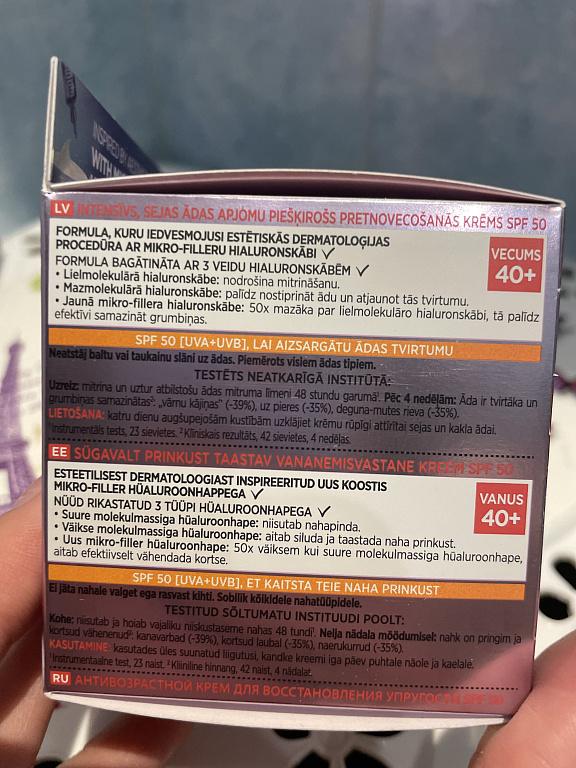 INSPIRED BY
WITH
LV INTENSĪVS, SEJAS ĀDAS APJOMU PIEŠĶIROŠS PRETNOVECOŠANĀS KRĒMS SPF 50
FORMULA, KURU IEDVESMOJUSI ESTĒTISKĀS DERMATOLOĢIJAS
PROCEDŪRA AR MIKRO-FILLERU HIALURONSKĀBI ✓
FORMULA BAGĀTINĀTA AR 3 VEIDU HIALURONSKĀBĒM ✓
• Lielmolekulārā hialuronskābe: nodrošina mitrināšanu.
• Mazmolekulārā hialuronskābe: palīdz nostiprināt ādu un atjaunot tās tvirtumu.
• Jaunā mikro-fillera hialuronskābe: 50x mazāka par lielmolekulāro hialuronskābi, tā palīdz
efektīvi samazināt grumbiņas.
VECUMS
40+
SPF 50 [UVA+UVB], LAI AIZSARGĀTU ĀDAS TVIRTUMU
Neatstāj baltu vai taukainu slāni uz ādas. Piemērots visiem ādas tipiem.
TESTĒTS NEATKARĪGĀ INSTITŪTĀ:
Uzreiz: mitrina un uztur atbilstošu ādas mitruma līmeni 48 stundu garumā¹. Pēc 4 nedēļām: Āda ir tvirtāka un
grumbiņas samazinātas²: „vārnu kājiņas" (-39%), uz pieres (-35%), deguna-mutes rieva (-35%).
LIETOŠANA: katru dienu augšupejošām kustībām uzklājiet krēmu rūpīgi attīrītai sejas un kakla ādai.
¹Instrumentāls tests, 23 sievietes. ²Klīniskais rezultāts, 42 sievietes, 4 nedēļas.
EE SÜGAVALT PRINKUST TAASTAV VANANEMISVASTANE KREEM SPF 50
ESTEETILISEST DERMATOLOOGIAST INSPIREERITUD UUS KOOSTIS
MIKRO-FILLER HÜALUROONHAPPEGA ✓
NÜÜD RIKASTATUD 3 TÜÜPI HÜALUROONHAPEGA ✓
• Suure molekulmassiga hüaluroonhape: niisutab nahapinda.
• Väikse molekulmassiga hüaluroonhape: aitab siluda ja taastada naha prinkust.
• Uus mikro-filler hüaluroonhape: 50x väiksem kui suure molekulmassiga hüaluroonhape,
aitab efektiivselt vähendada kortse.
VANUS
40+
SPF 50 [UVA+UVB], ET KAITSTA TEIE NAHA PRINKUST
Ei jäta nahale valget ega rasvast kihti. Sobilik kõikidele nahatüüpidele.
TESTITUD SÕLTUMATU INSTITUUDI POOLT:
Kohe: niisutab ja hoiab vajaliku niiskustaseme nahas 48 tundi¹. Nelja nädala möödumisel: nahk on pringim ja
kortsud vähenenud²: kanavarbad (-39%), kortsud laubal (-35%), naerukurrud (-35%).
KASUTAMINE: kasutades üles suunatud liigutusi, kandke kreemi iga päev puhtale näole ja kaelale.
¹Instrumentaalne test, 23 naist. ²Kliiniline hinnang, 42 naist, 4 nädalat.
RU АНТИВОЗРАСТНОЙ КРЕМ ДЛЯ ВОССТАНОВЛЕНИЯ УПРУГОСТИ SPF 50